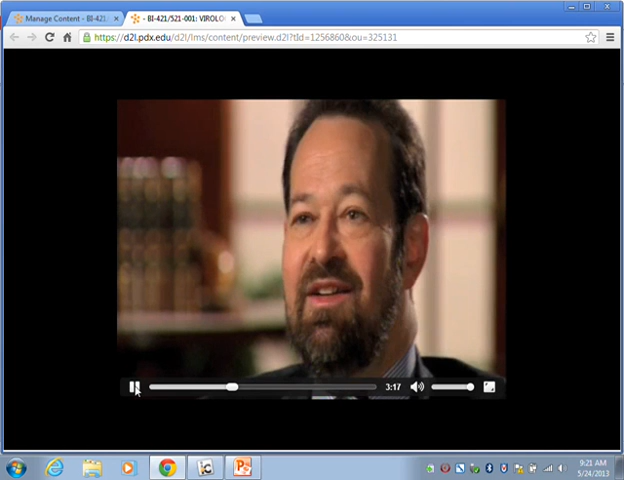 Manage Content - BI-421/
- BI-421/521-001: VIROLO
https://d2l.pdx.edu/d2l/lms/content/preview.d2l?tId=1256860&ou=325131
3:17
9:21 AM
5/24/2013